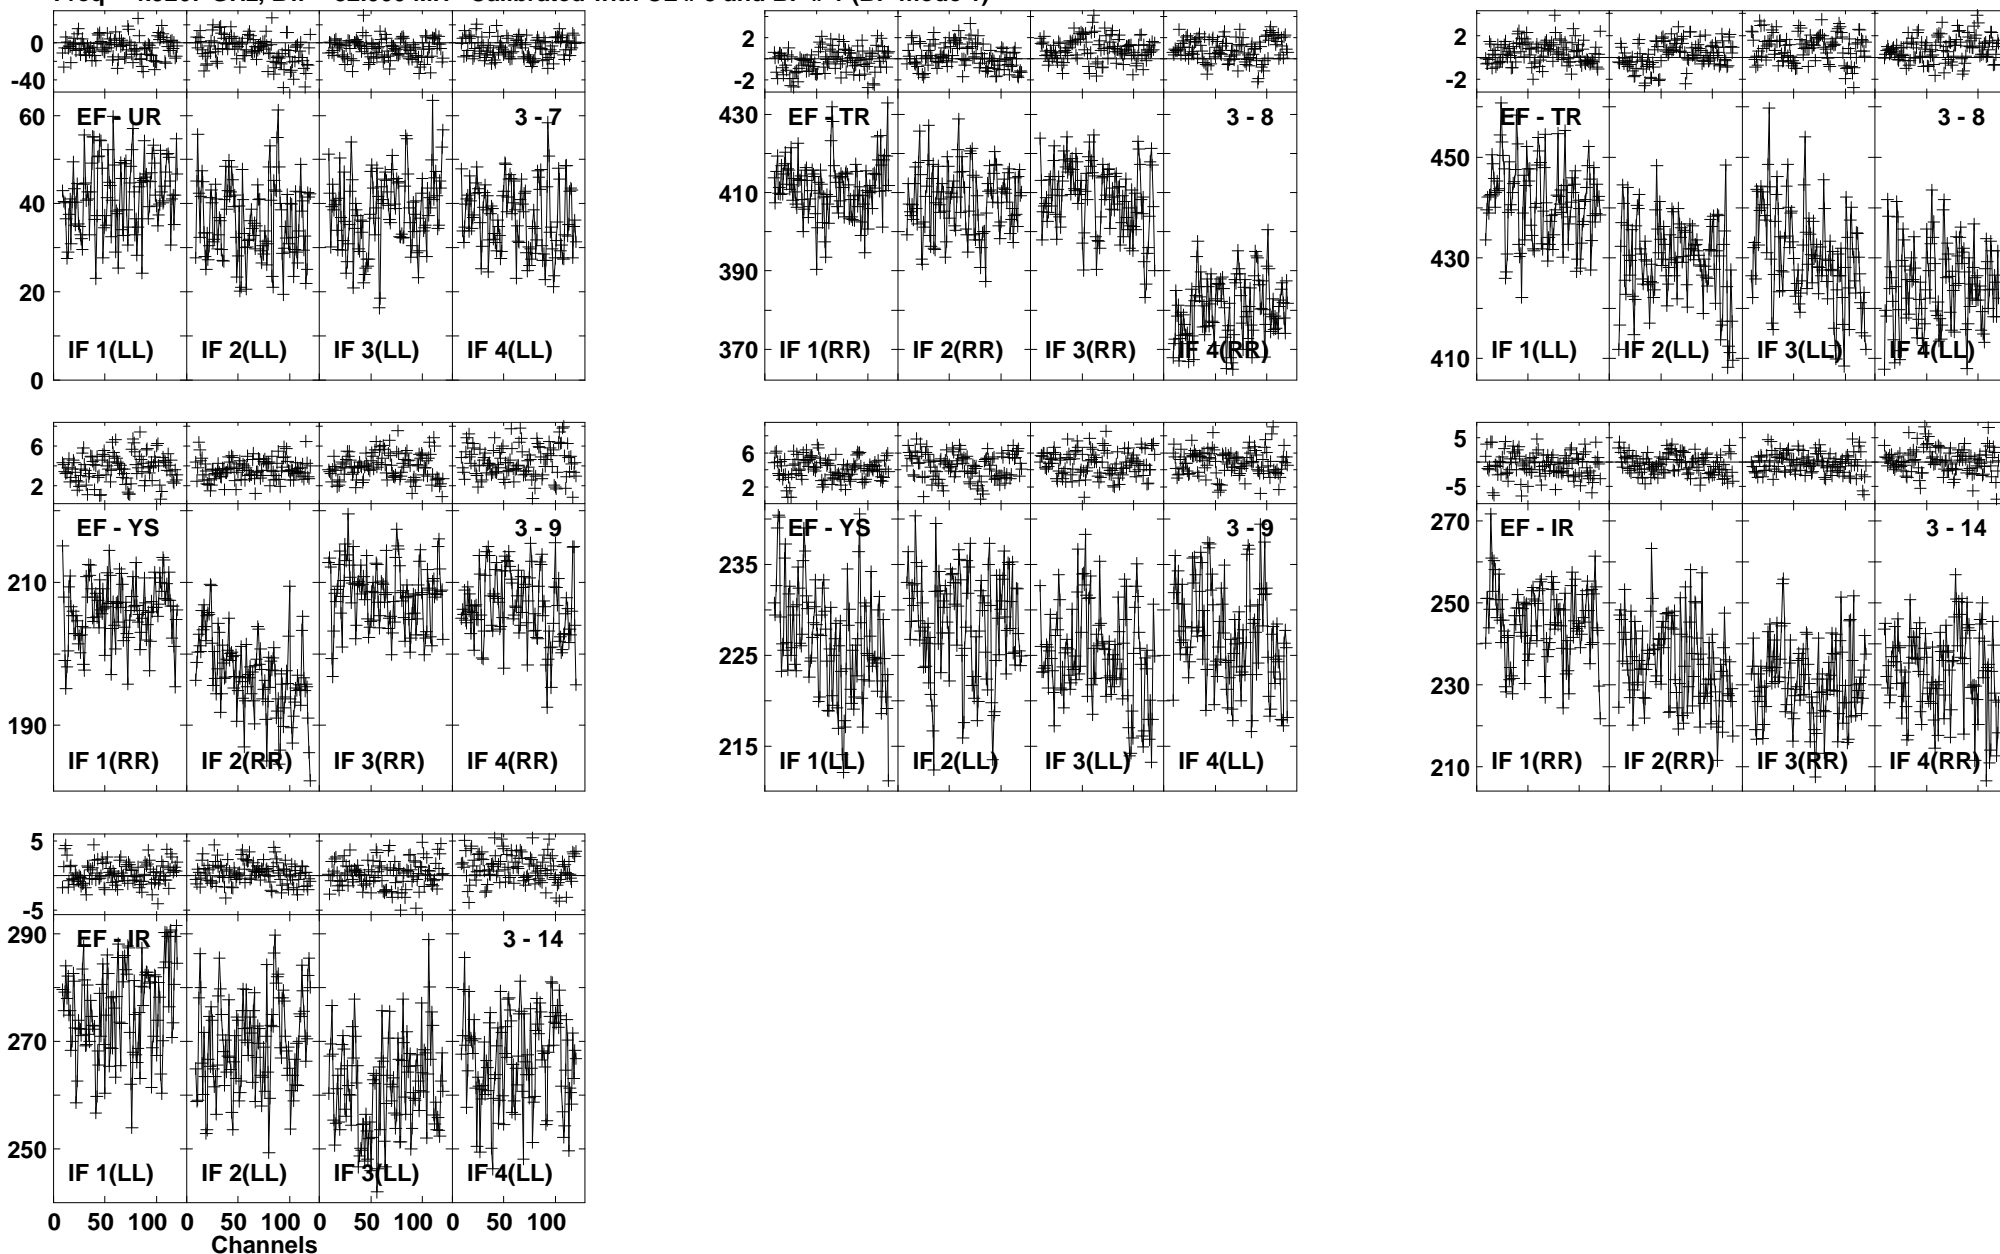 0
-40
60
40
20
0
EF - UR
3 - 7
IF 1(LL)
IF 2(LL)
IF 3(LL)
IF 4(LL)
2
-2
430
410
390
370
EF - TR
3 - 8
IF 1(RR)
IF 2(RR)
IF 3(RR)
IF 4(RR)
2
-2
450
430
410
EF - TR
3 - 8
IF 1(LL)
IF 2(LL)
IF 3(LL)
IF 4(LL)
6
2
210
190
EF - YS
3 - 9
IF 1(RR)
IF 2(RR)
IF 3(RR)
IF 4(RR)
6
2
235
225
215
EF - YS
3 - 9
IF 1(LL)
IF 2(LL)
IF 3(LL)
IF 4(LL)
5
-5
270
250
230
210
EF - IR
3 - 14
IF 1(RR)
IF 2(RR)
IF 3(RR)
IF 4(RR)
5
-5
290
270
250
EF - IR
3 - 14
IF 1(LL)
IF 2(LL)
IF 3(LL)
IF 4(LL)
0 50 100 0 50 100 0 50 100 0 50 100
Channels